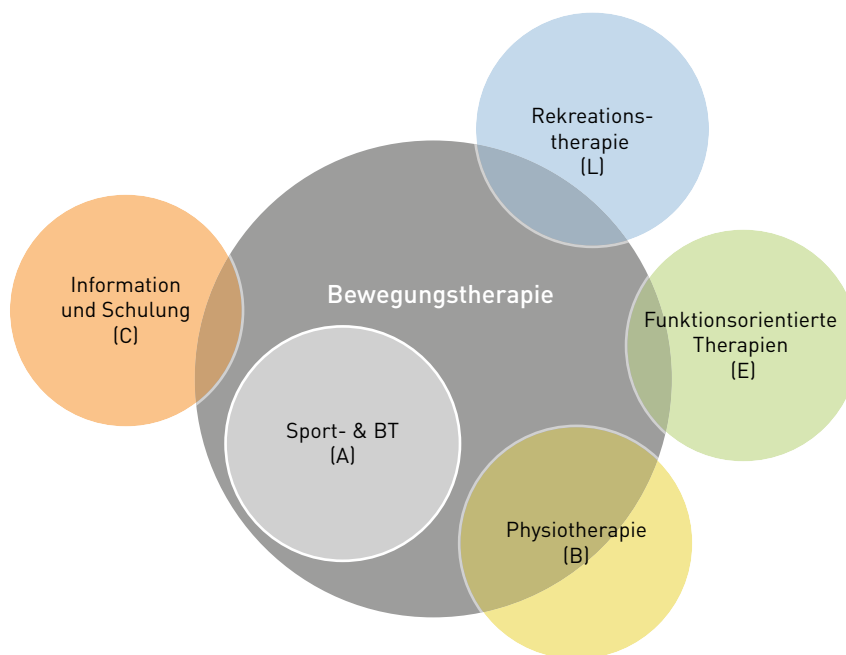 Rekreations-
therapie
(L)
Bewegungstherapie
Information
und Schulung
(C)
Funktionsorientierte
Therapien
(E)
Sport- & BT
(A)
Physiotherapie
(B)